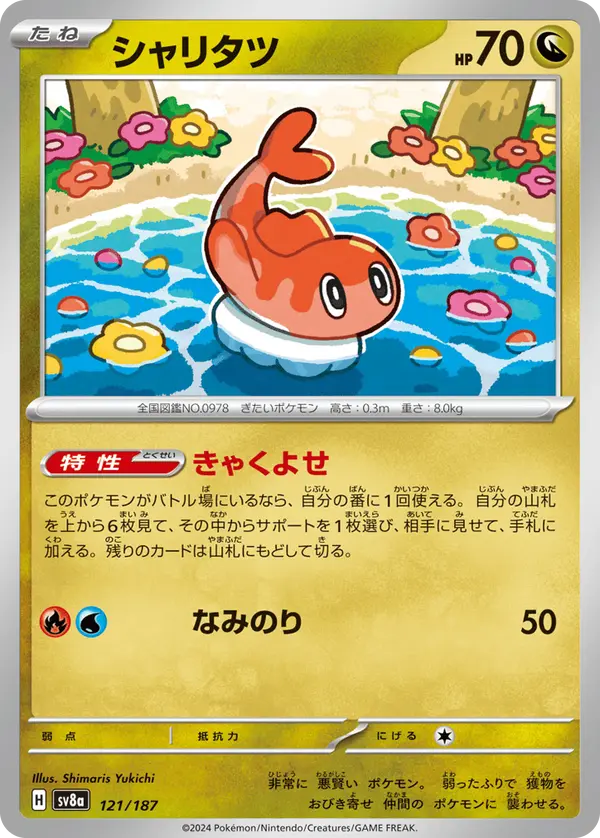 たね シャリタツ HP70
全国図鑑NO.0978 ぎたいポケモン 高さ:0.3m 重さ:8.0kg
特性 とくせい きゃくよせ
このポケモンがバトル場にいるなら、自分の番に1回使える。自分の山札
を上から6枚見て、その中からサポートを1枚選び、相手に見せて、手札に
加える。残りのカードは山札にもどして切る。
なみのり 50
弱点 抵抗力 にげる
Illus. Shimaris Yukichi
H sv8a 121/187
非常に 悪賢い ポケモン。弱ったふりで 獲物を
おびき寄せ 仲間の ポケモンに 襲わせる。
©2024 Pokémon/Nintendo/Creatures/GAME FREAK.